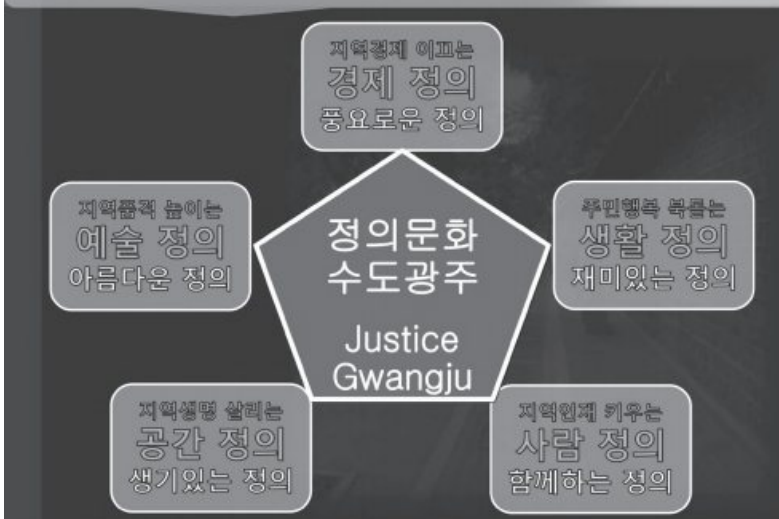 지역경제 이끄는
경제 정의
풍요로운 정의
지역품격 높이는
예술 정의
아름다운 정의
정의문화
수도광주
Justice
Gwangju
주민행복 북돋는
생활 정의
재미있는 정의
지역생명 살리는
공간 정의
생기있는 정의
지역인재 키우는
사람 정의
함께하는 정의